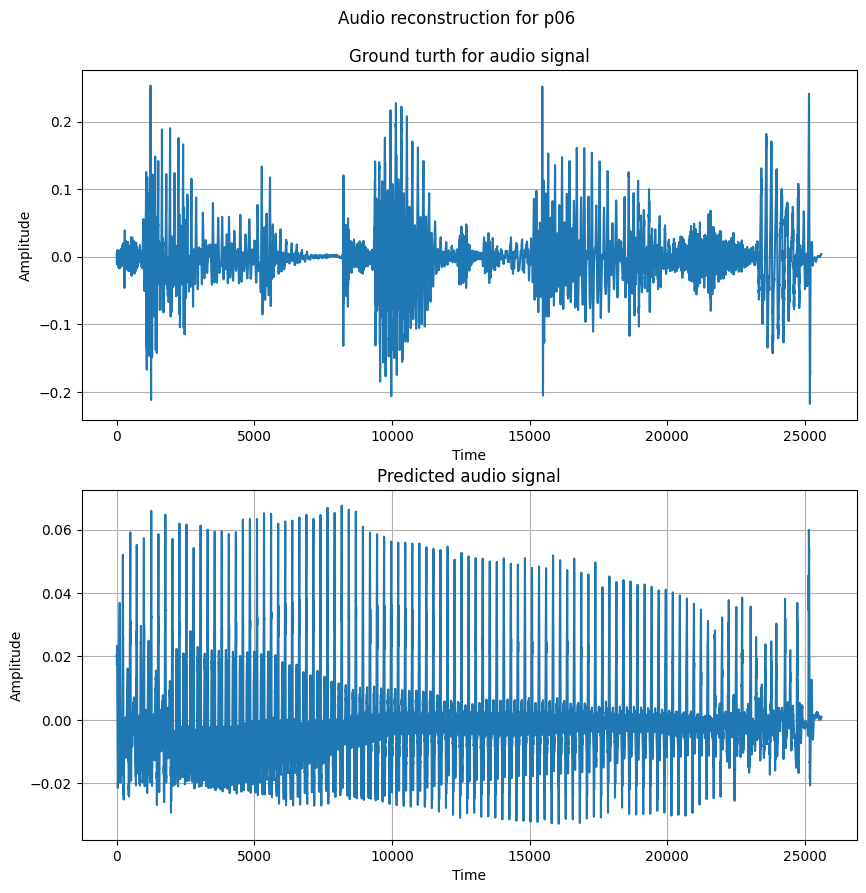 Audio reconstruction for p06
Ground turth for audio signal
0.2
0.1
0.0
−0.1
−0.2
Amplitude
0 5000 10000 15000 20000 25000
Time
Predicted audio signal
0.06
0.04
0.02
0.00
−0.02
Amplitude
0 5000 10000 15000 20000 25000
Time